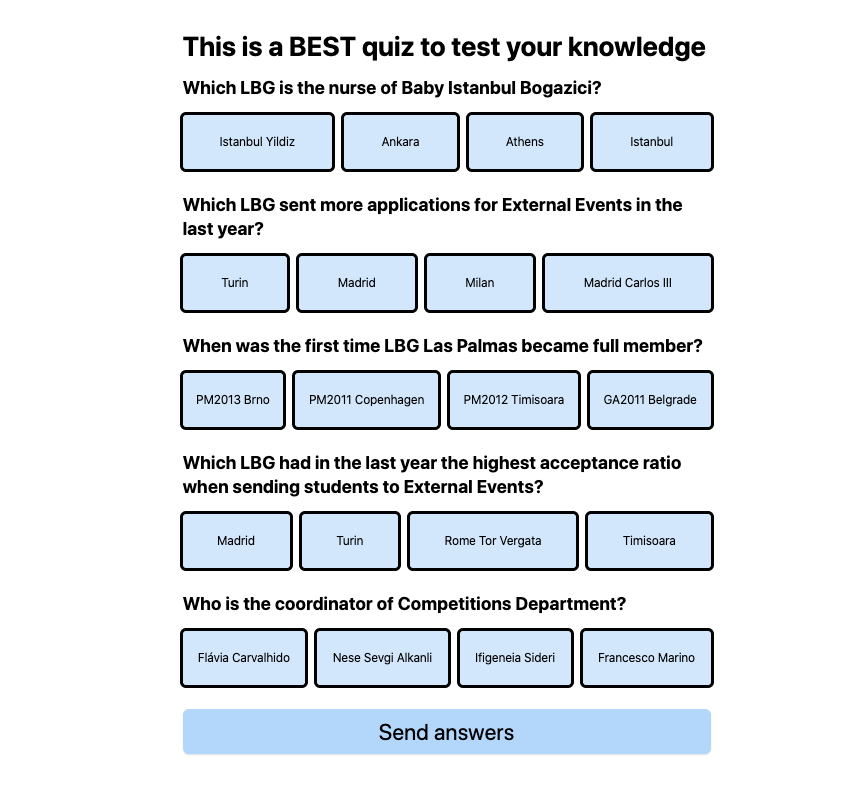 This is a BEST quiz to test your knowledge
Which LBG is the nurse of Baby Istanbul Bogazici?
Istanbul Yildiz Ankara Athens Istanbul
Which LBG sent more applications for External Events in the
last year?
Turin Madrid Milan Madrid Carlos III
When was the first time LBG Las Palmas became full member?
PM2013 Brno PM2011 Copenhagen PM2012 Timisoara GA2011 Belgrade
Which LBG had in the last year the highest acceptance ratio
when sending students to External Events?
Madrid Turin Rome Tor Vergata Timisoara
Who is the coordinator of Competitions Department?
Flávia Carvalhido Nese Sevgi Alkanli Ifigeneia Sideri Francesco Marino
Send answers